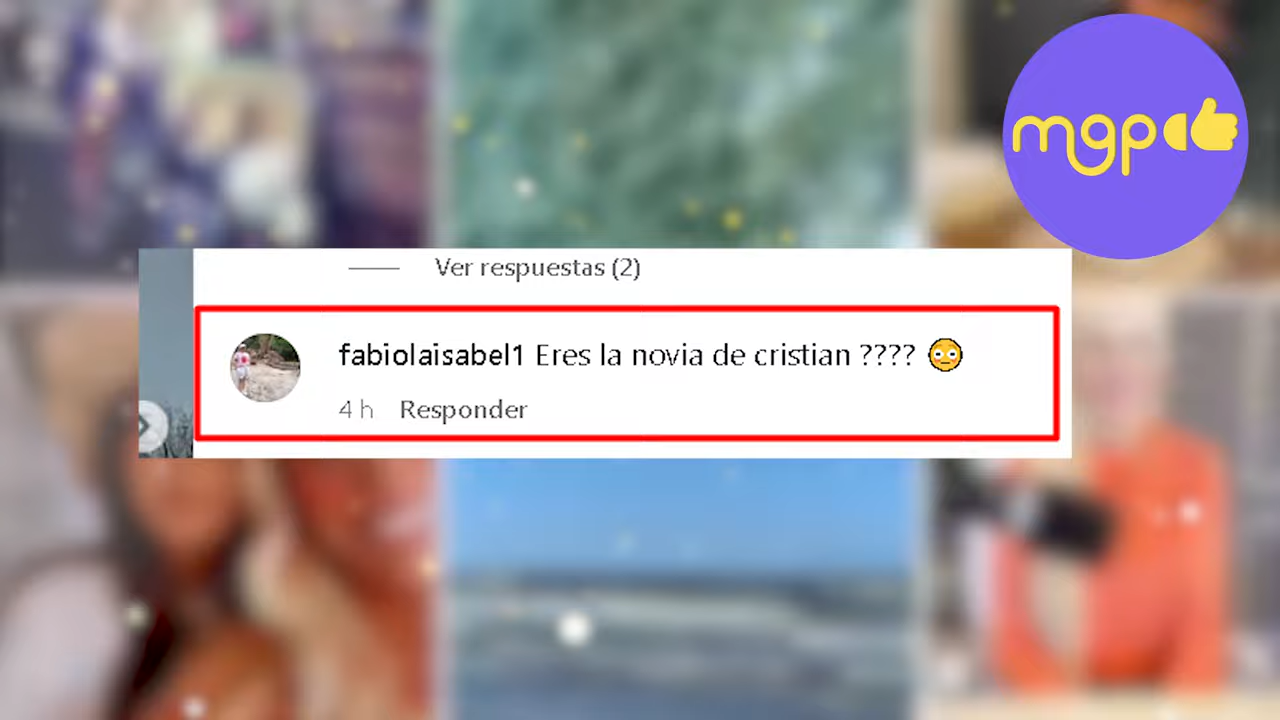 mgp
Ver respuestas (2)
fabiolaisabel1 Eres la novia de cristian ???? 😳
4 h Responder